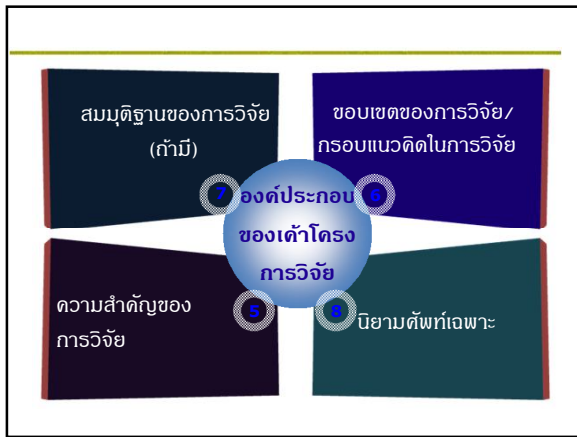 สมมุติฐานของการวิจัย
(ถ้ามี)
ขอบเขตของการวิจัย/
กรอบแนวคิดในการวิจัย
7
6
องค์ประกอบ
ของเค้าโครง
การวิจัย
ความสำคัญของ
การวิจัย
5
8
นิยามศัพท์เฉพาะ